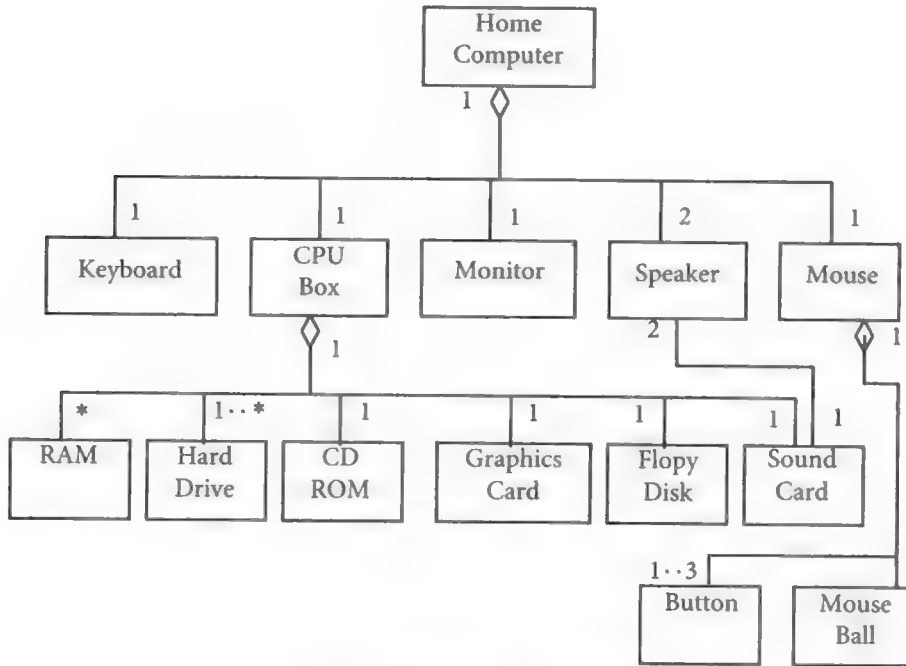 Home
Computer
1
1
1
1
2
1
Keyboard
CPU
Box
Monitor
Speaker
Mouse
1
2
1
*
1··*
1
1
1
1
1
RAM
Hard
Drive
CD
ROM
Graphics
Card
Flopy
Disk
Sound
Card
1··3
Button
Mouse
Ball